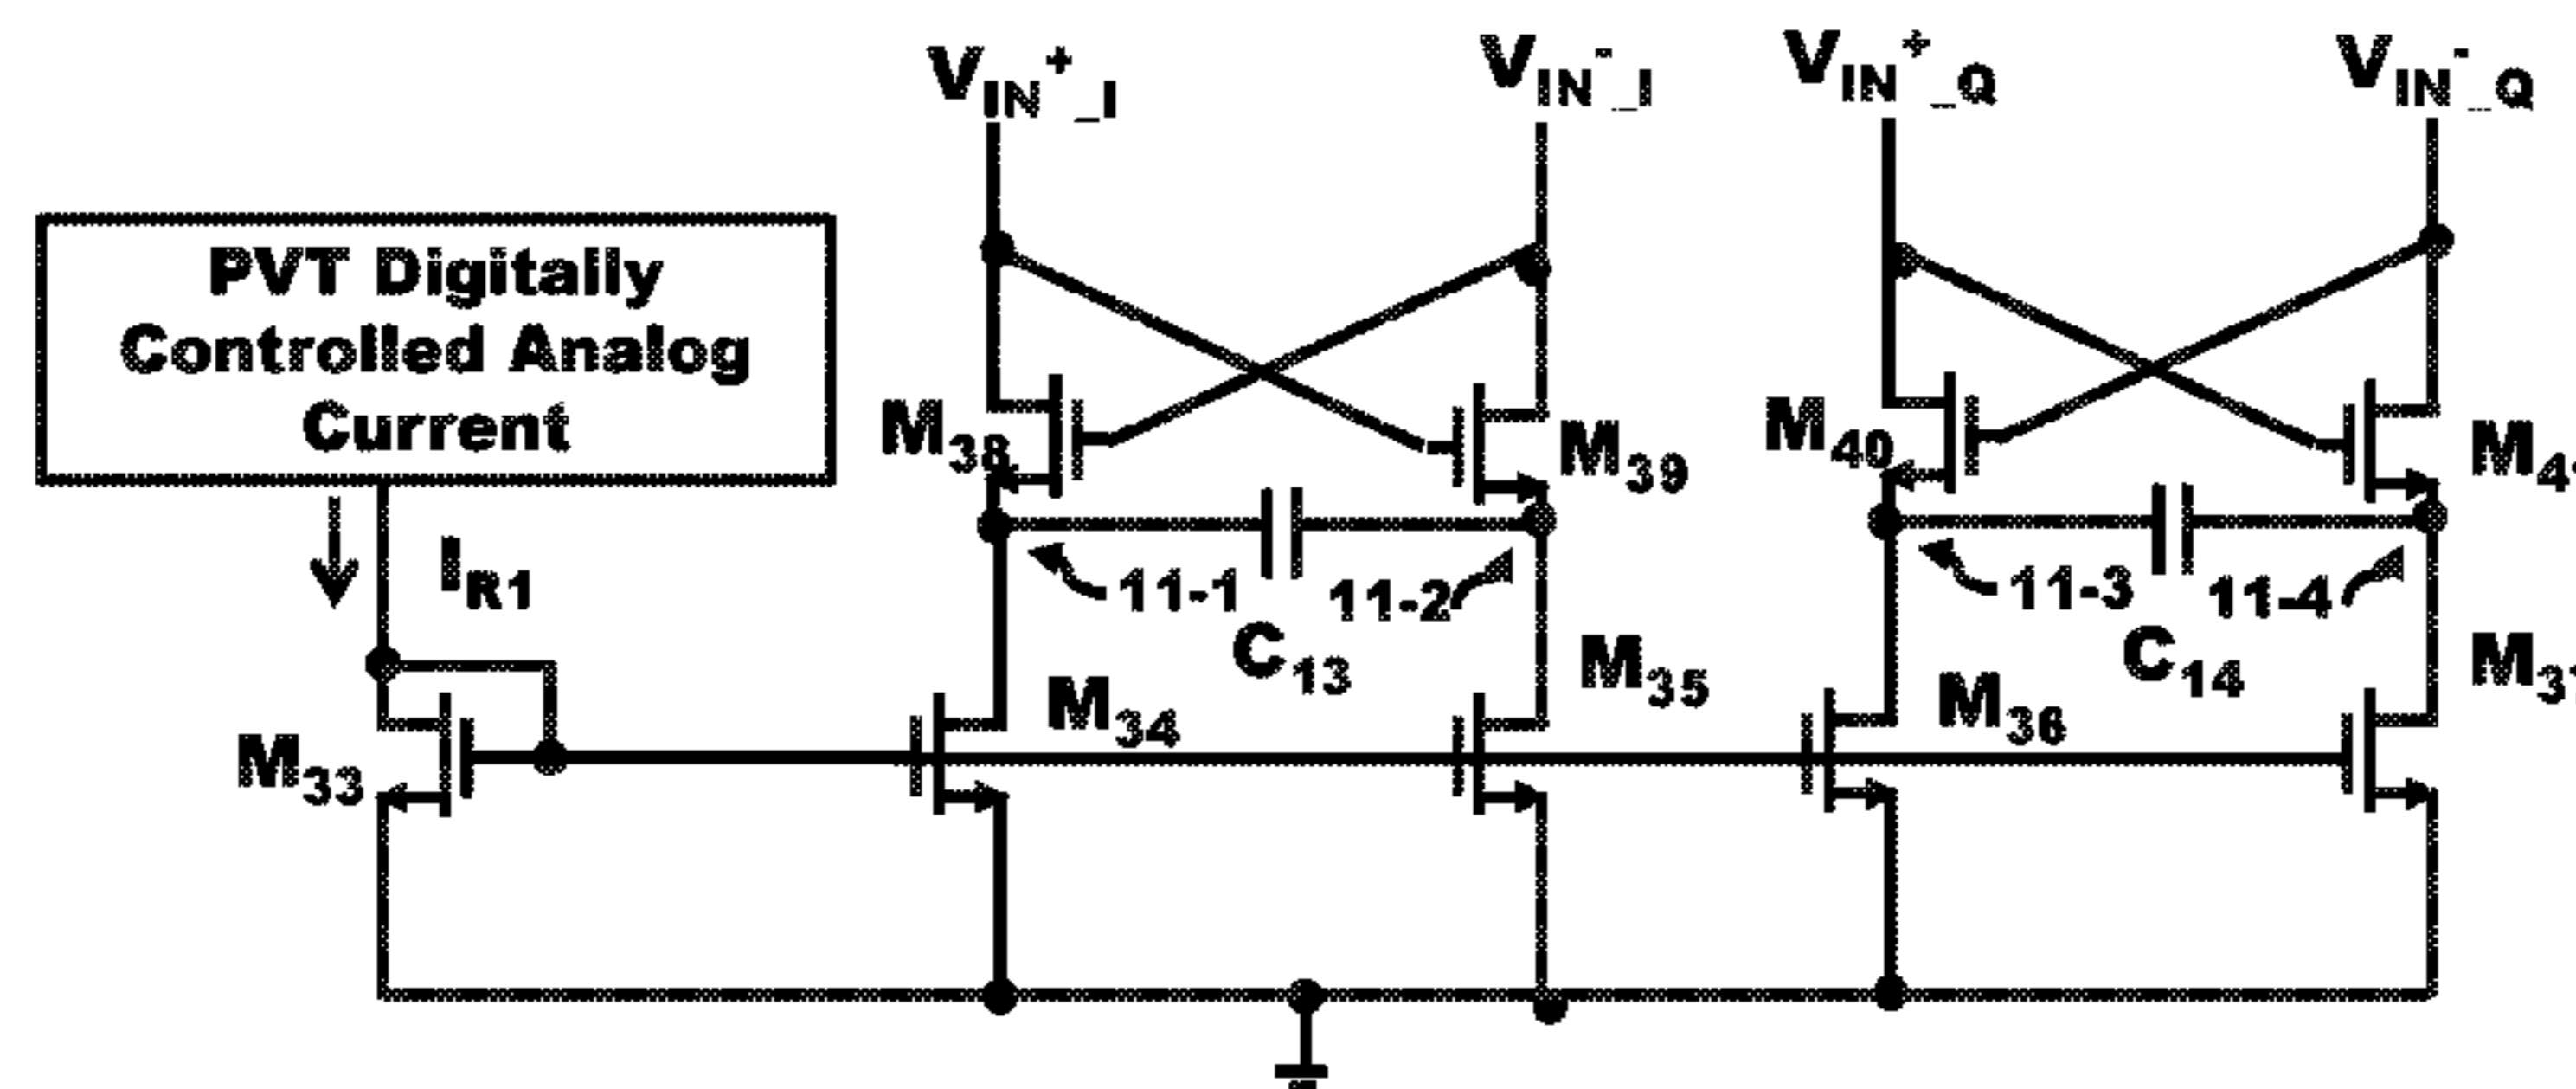 VIN+_I
VIN-_I
VIN+_Q
VIN-_Q
PVT Digitally
Controlled Analog
Current
IR1
M38
M39
M40
11-1
11-2
C13
11-3
11-4
C14
M33
M34
M35
M36